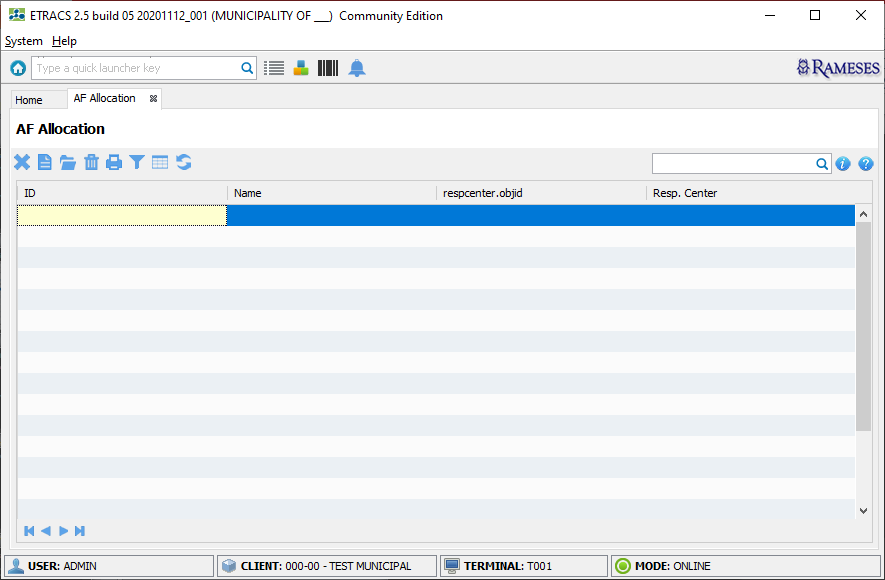 ETRACS 2.5 build 05 20201112_001 (MUNICIPALITY OF ___) Community Edition
System Help
Type a quick launcher key
RAMESES
Home AF Allocation
AF Allocation
ID Name respcenter.objid Resp. Center
USER: ADMIN CLIENT: 000-00 - TEST MUNICIPAL TERMINAL: T001 MODE: ONLINE